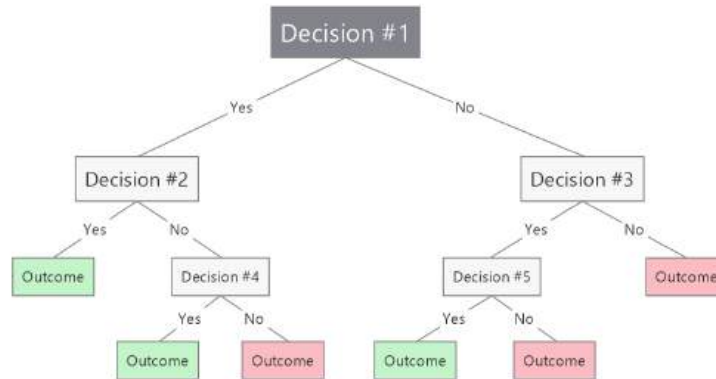 Decision #1
Yes
No
Decision #2
Decision #3
Yes
No
Yes
No
Outcome
Decision #4
Decision #5
Outcome
Yes
No
Yes
No
Outcome
Outcome
Outcome
Outcome